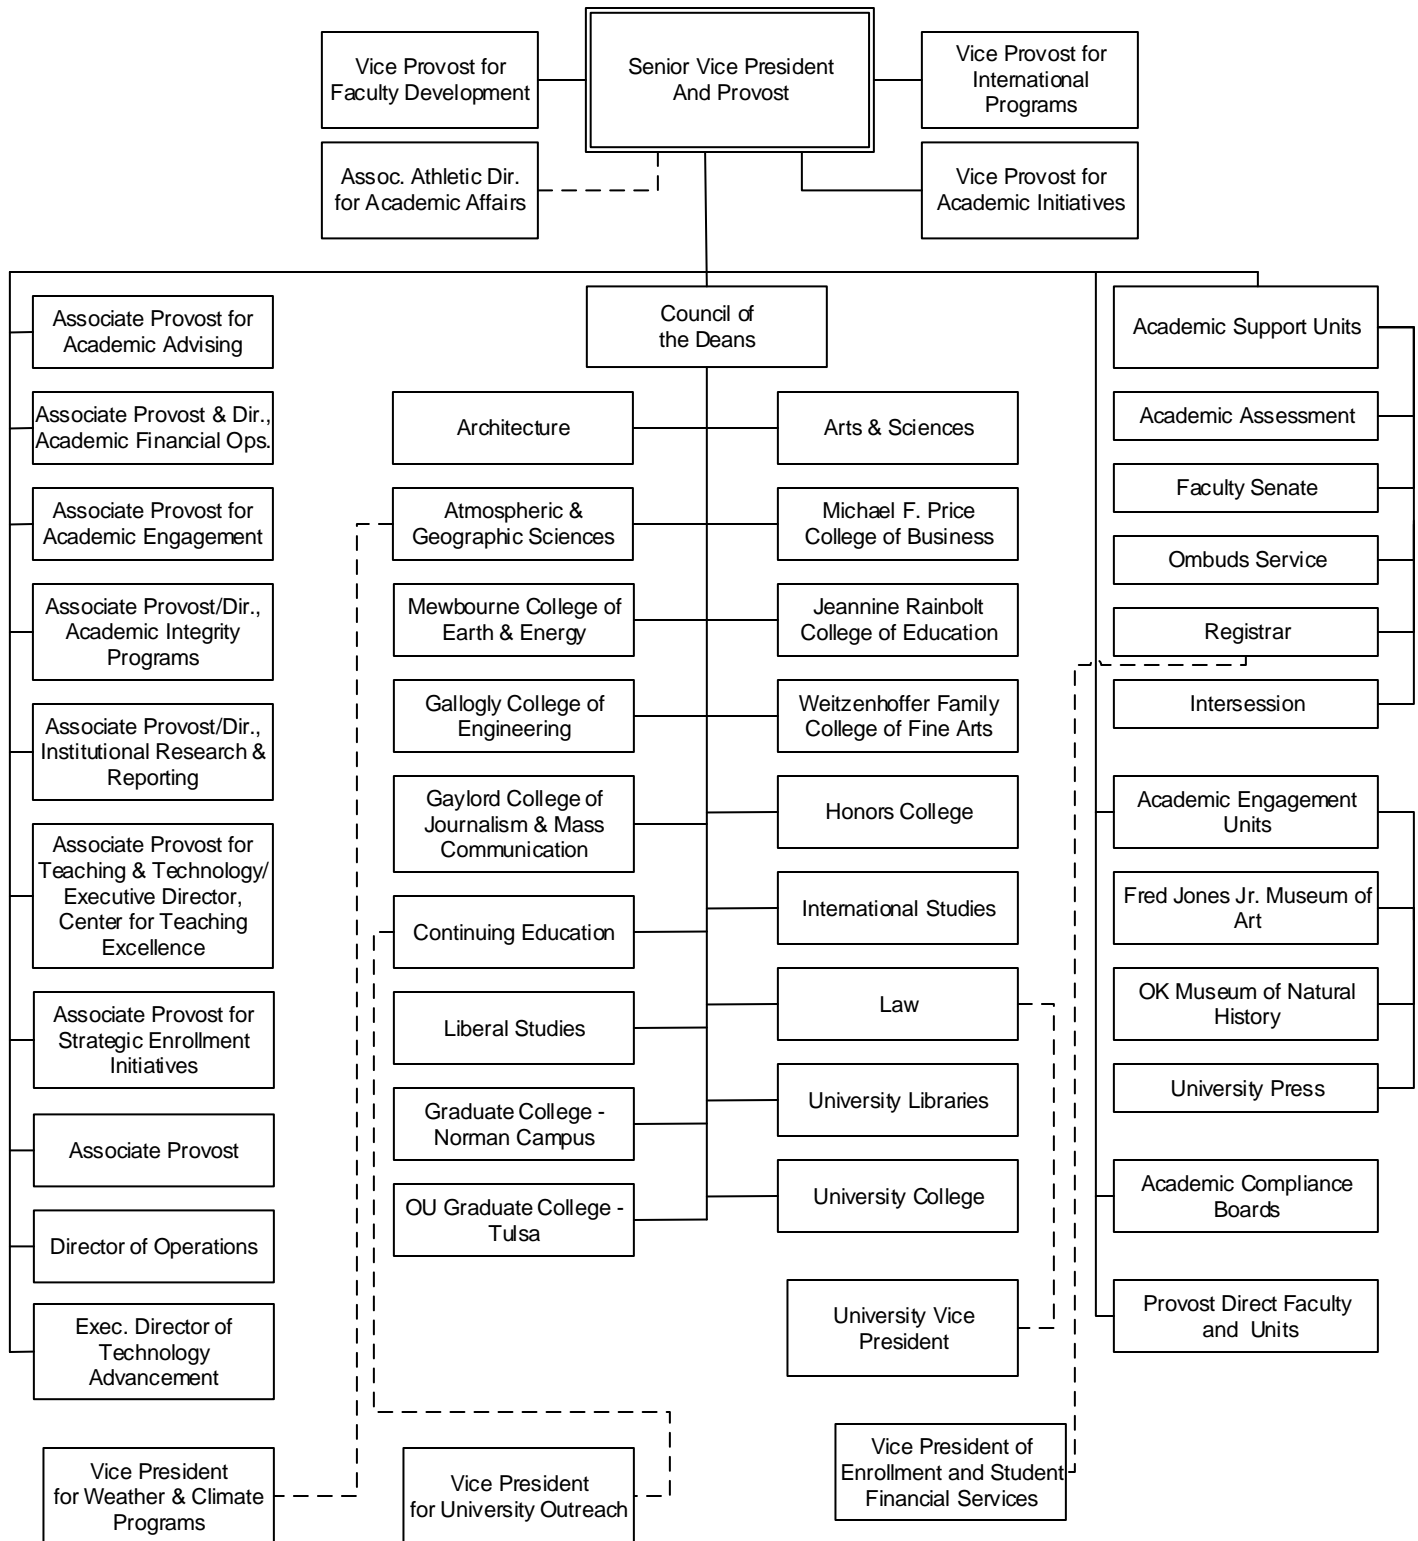 Vice Provost for
Faculty Development
Senior Vice President
And Provost
Vice Provost for
International
Programs
Assoc. Athletic Dir.
for Academic Affairs
Vice Provost for
Academic Initiatives
Associate Provost for
Academic Advising
Associate Provost & Dir.,
Academic Financial Ops.
Associate Provost for
Academic Engagement
Associate Provost/Dir.,
Academic Integrity
Programs
Associate Provost/Dir.,
Institutional Research &
Reporting
Associate Provost for
Teaching & Technology/
Executive Director,
Center for Teaching
Excellence
Associate Provost for
Strategic Enrollment
Initiatives
Associate Provost
Director of Operations
Exec. Director of
Technology
Advancement
Council of
the Deans
Architecture
Atmospheric &
Geographic Sciences
Mewbourne College of
Earth & Energy
Gallogly College of
Engineering
Gaylord College of
Journalism & Mass
Communication
Continuing Education
Liberal Studies
Graduate College -
Norman Campus
OU Graduate College -
Tulsa
Arts & Sciences
Michael F. Price
College of Business
Jeannine Rainbolt
College of Education
Weitzenhoffer Family
College of Fine Arts
Honors College
International Studies
Law
University Libraries
University College
University Vice
President
Academic Support Units
Academic Assessment
Faculty Senate
Ombuds Service
Registrar
Intersession
Academic Engagement
Units
Fred Jones Jr. Museum of
Art
OK Museum of Natural
History
University Press
Academic Compliance
Boards
Provost Direct Faculty
and Units
Vice President
for Weather & Climate
Programs
Vice President
for University Outreach
Vice President of
Enrollment and Student
Financial Services